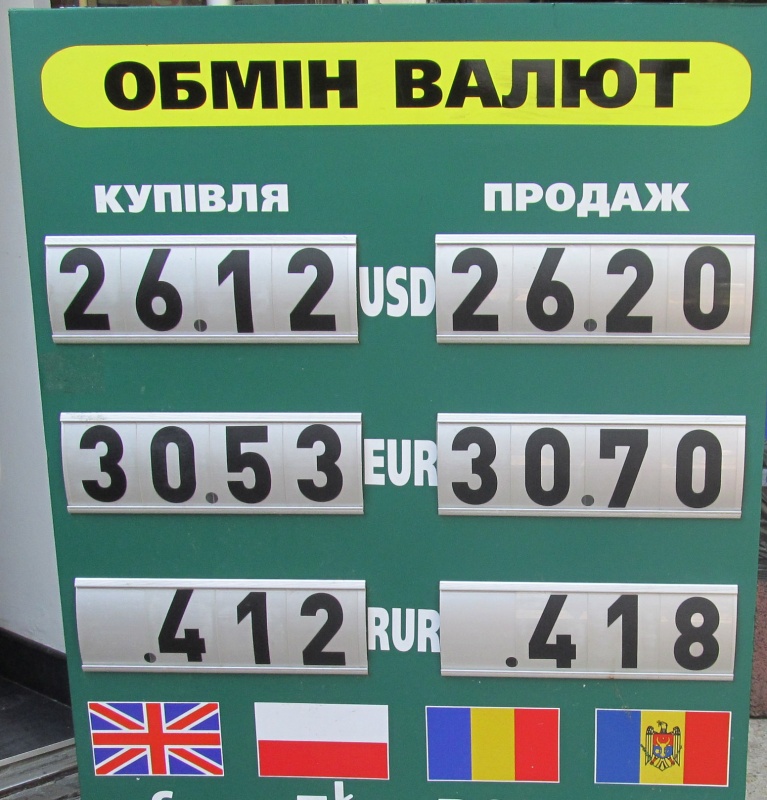 ОБМІН ВАЛЮТ
КУПІВЛЯ ПРОДАЖ
26.12 USD 26.20
30.53 EUR 30.70
.412 RUR .418